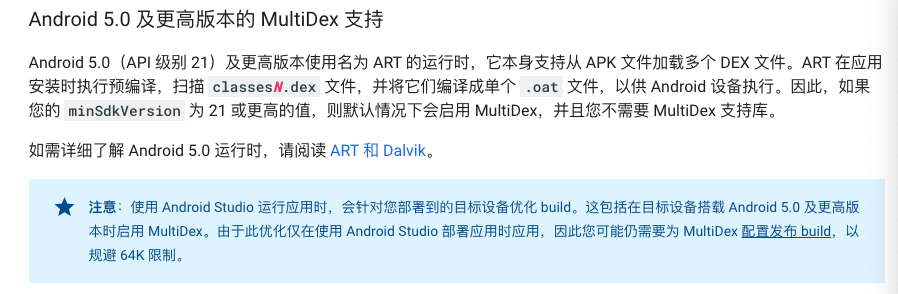 Android 5.0 及更高版本的 MultiDex 支持
Android 5.0（API 级别 21）及更高版本使用名为 ART 的运行时，它本身支持从 APK 文件加载多个 DEX 文件。ART 在应用
安装时执行预编译，扫描 classesN.dex 文件，并将它们编译成单个 .oat 文件，以供 Android 设备执行。因此，如果
您的 minSdkVersion 为 21 或更高的值，则默认情况下会启用 MultiDex，并且您不需要 MultiDex 支持库。
如需详细了解 Android 5.0 运行时，请阅读 ART 和 Dalvik。
注意：使用 Android Studio 运行应用时，会针对您部署到的目标设备优化 build。这包括在目标设备搭载 Android 5.0 及更高版
本时启用 MultiDex。由于此优化仅在使用 Android Studio 部署应用时应用，因此您可能仍需要为 MultiDex 配置发布 build，以
规避 64K 限制。